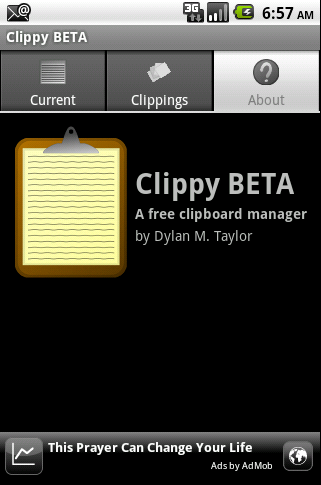 3G
6:57 AM
Clippy BETA
Current
Clippings
About
Clippy BETA
A free clipboard manager
by Dylan M. Taylor
This Prayer Can Change Your Life
Ads by AdMob